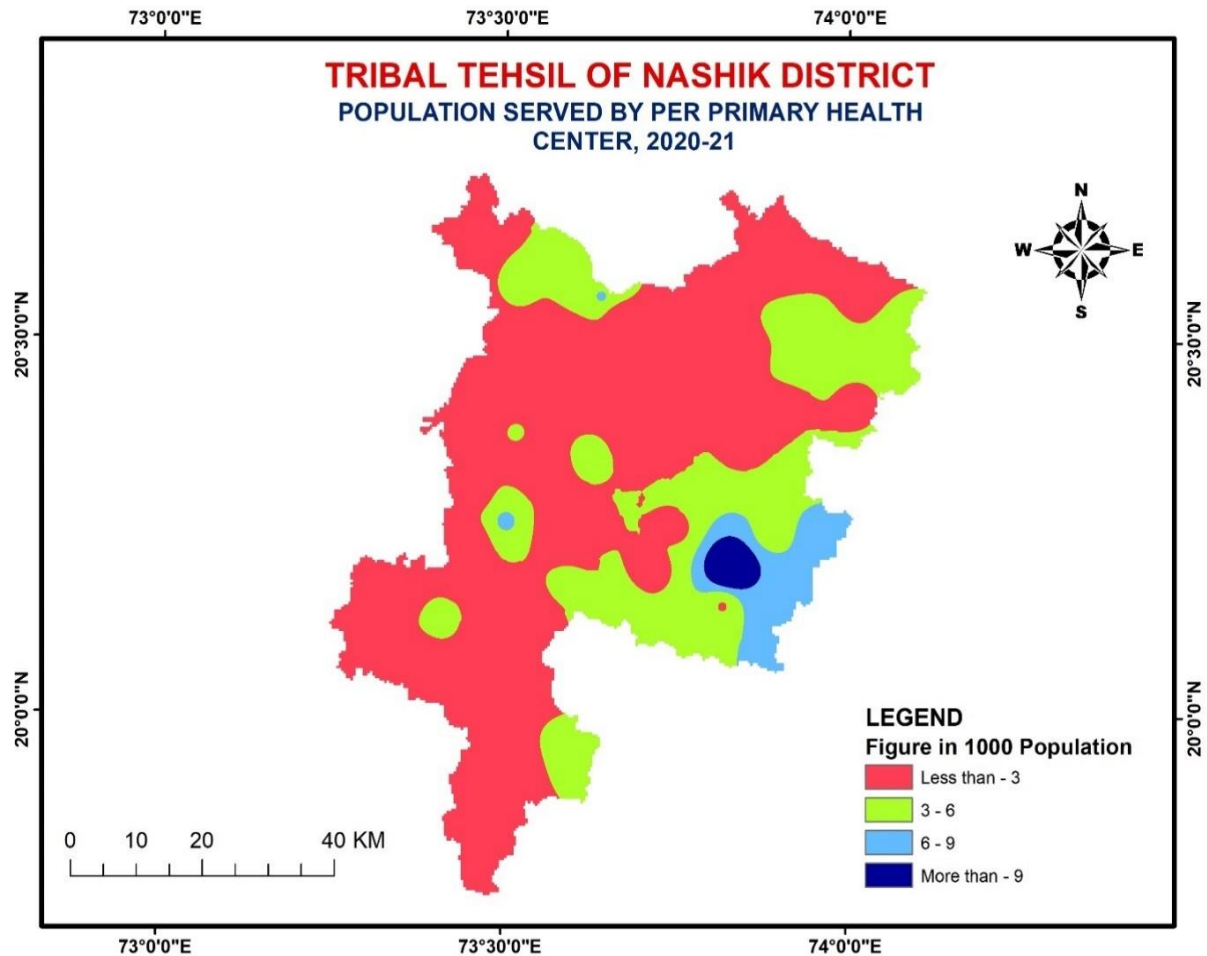 73°0'0"E 73°30'0"E 74°0'0"E
TRIBAL TEHSIL OF NASHIK DISTRICT
POPULATION SERVED BY PER PRIMARY HEALTH
CENTER, 2020-21
N
W E
S
20°30'0"N 20°30'0"N
20°0'0"N 20°0'0"N
LEGEND
Figure in 1000 Population
Less than - 3
3 - 6
6 - 9
More than - 9
0 10 20 40 KM
73°0'0"E 73°30'0"E 74°0'0"E